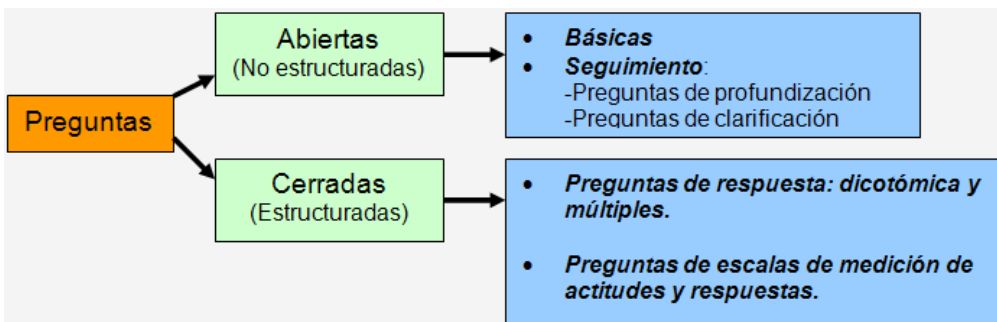 Preguntas
Abiertas
(No estructuradas)
• Básicas
• Seguimiento:
-Preguntas de profundización
-Preguntas de clarificación
Cerradas
(Estructuradas)
• Preguntas de respuesta: dicotómica y
múltiples.
• Preguntas de escalas de medición de
actitudes y respuestas.